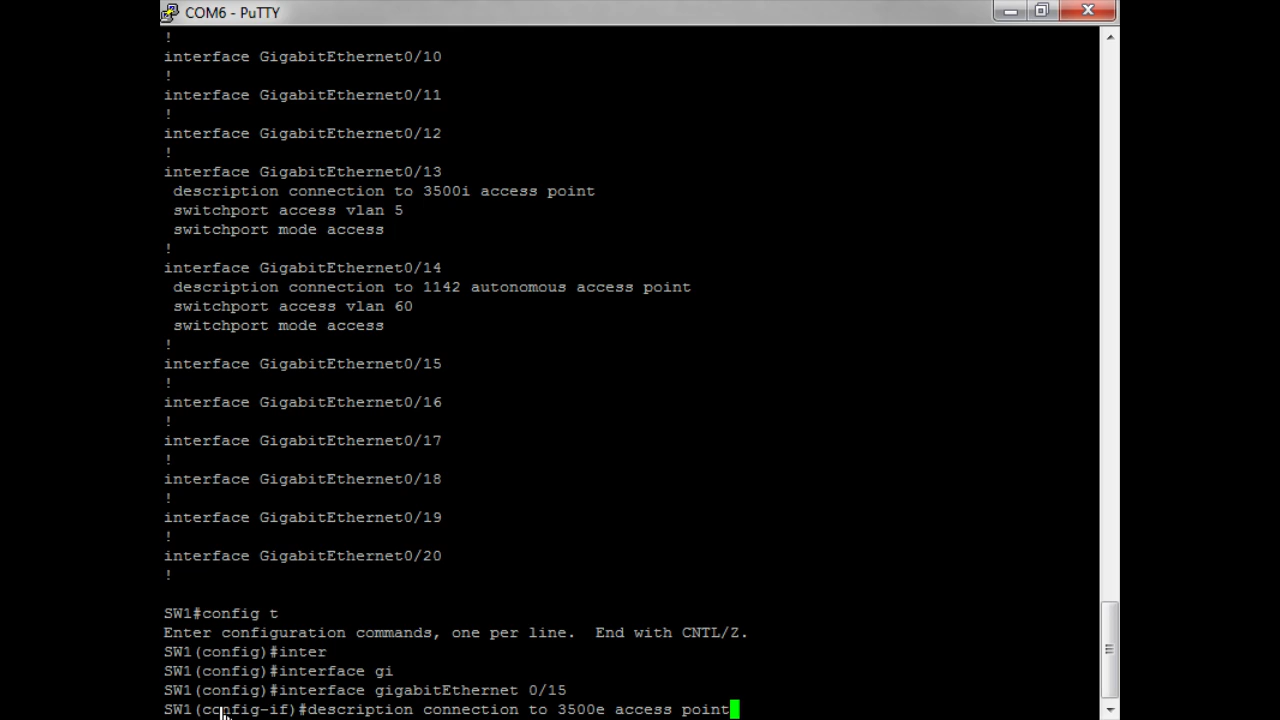 COM6 - PuTTY
!
interface GigabitEthernet0/10
!
interface GigabitEthernet0/11
!
interface GigabitEthernet0/12
!
interface GigabitEthernet0/13
 description connection to 3500i access point
 switchport access vlan 5
 switchport mode access
!
interface GigabitEthernet0/14
 description connection to 1142 autonomous access point
 switchport access vlan 60
 switchport mode access
!
interface GigabitEthernet0/15
!
interface GigabitEthernet0/16
!
interface GigabitEthernet0/17
!
interface GigabitEthernet0/18
!
interface GigabitEthernet0/19
!
interface GigabitEthernet0/20
!
SW1#config t
Enter configuration commands, one per line.  End with CNTL/Z.
SW1(config)#inter
SW1(config)#interface gi
SW1(config)#interface gigabitEthernet 0/15
SW1(config-if)#description connection to 3500e access point